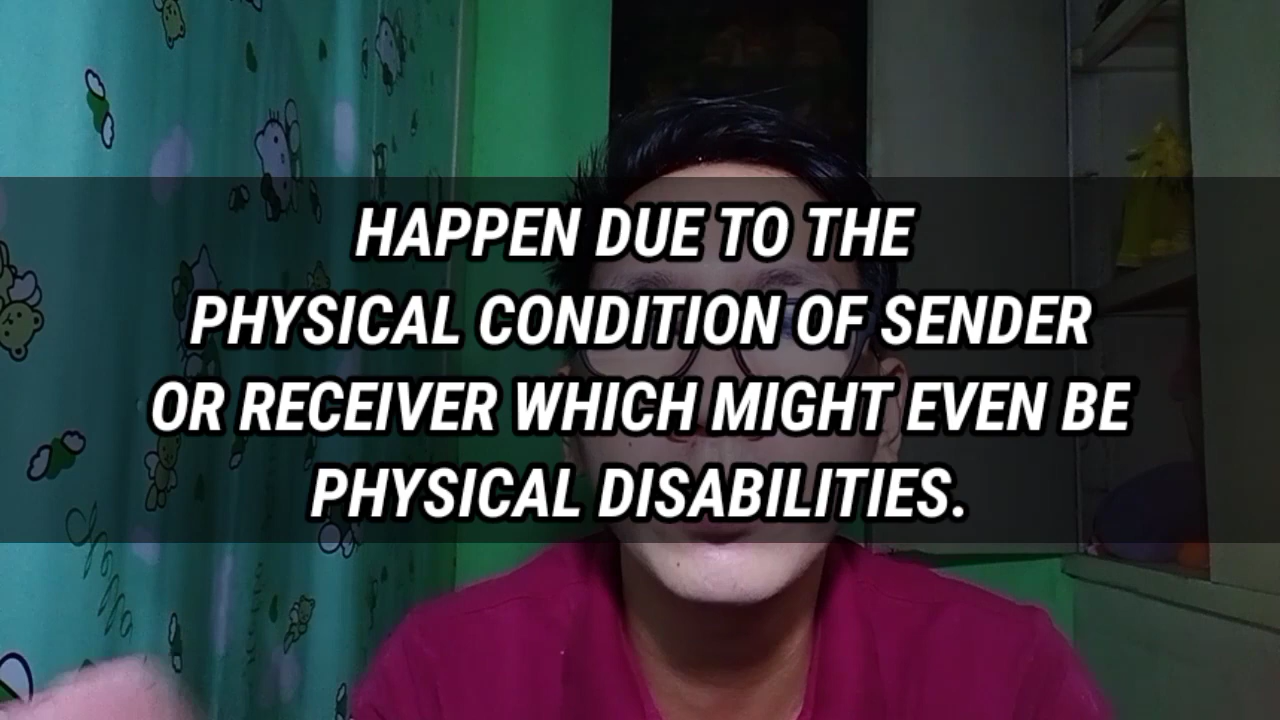 HAPPEN DUE TO THE
PHYSICAL CONDITION OF SENDER
OR RECEIVER WHICH MIGHT EVEN BE
PHYSICAL DISABILITIES.